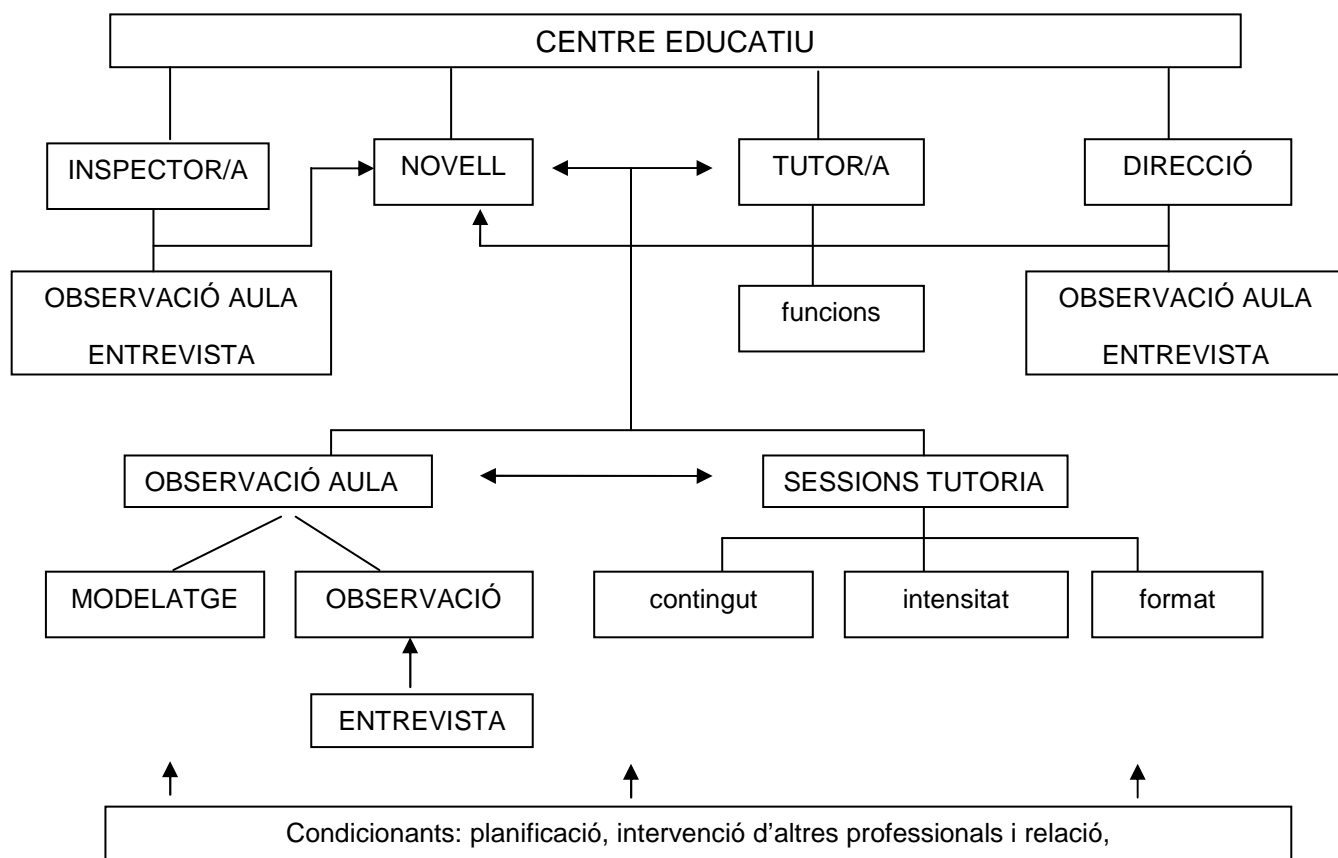 CENTRE EDUCATIU
INSPECTOR/A
NOVELL
TUTOR/A
DIRECCIÓ
OBSERVACIÓ AULA
ENTREVISTA
funcions
OBSERVACIÓ AULA
ENTREVISTA
OBSERVACIÓ AULA
SESSIONS TUTORIA
MODELATGE
OBSERVACIÓ
contingut
intensitat
format
ENTREVISTA
Condicionants: planificació, intervenció d’altres professionals i relació,